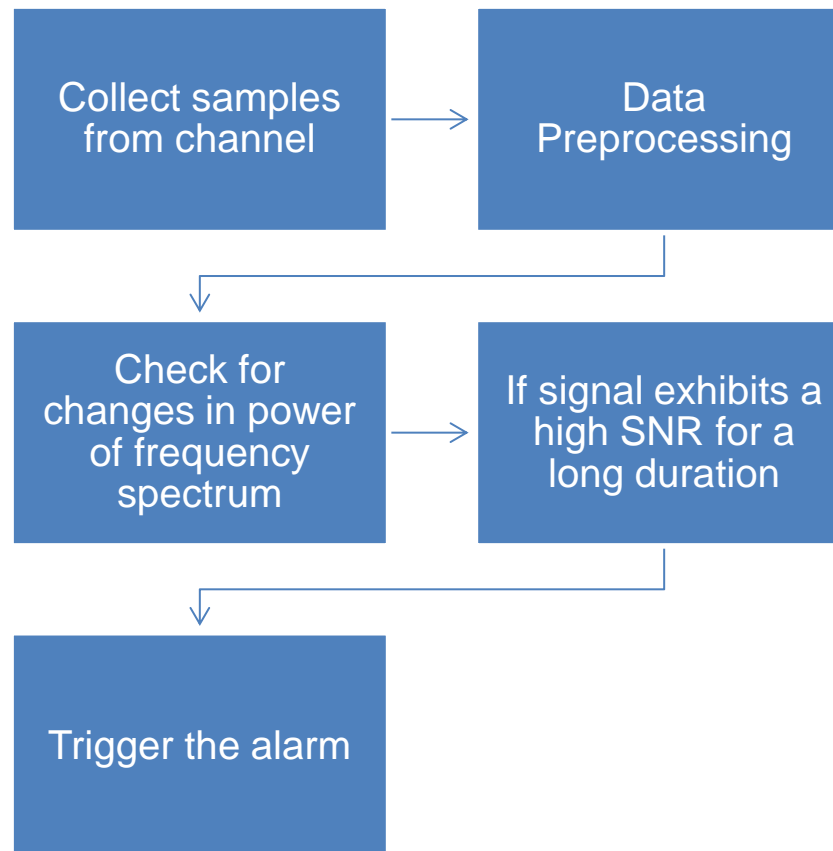 Collect samples
from channel
Data
Preprocessing
Check for
changes in power
of frequency
spectrum
If signal exhibits a
high SNR for a
long duration
Trigger the alarm